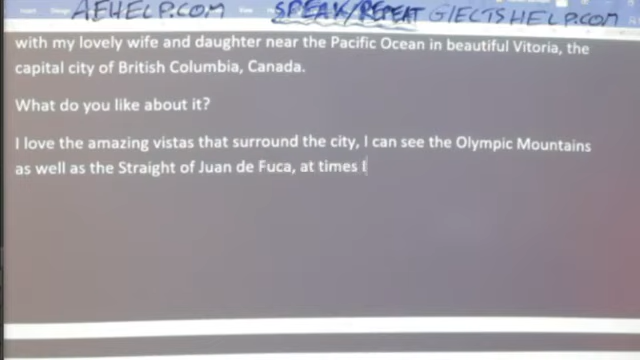 AEHELP.COM SPEAK/REPEAT GIELTSHELP.COM
with my lovely wife and daughter near the Pacific Ocean in beautiful Vitoria, the
capital city of British Columbia, Canada.
What do you like about it?
I love the amazing vistas that surround the city, I can see the Olympic Mountains
as well as the Straight of Juan de Fuca, at times I